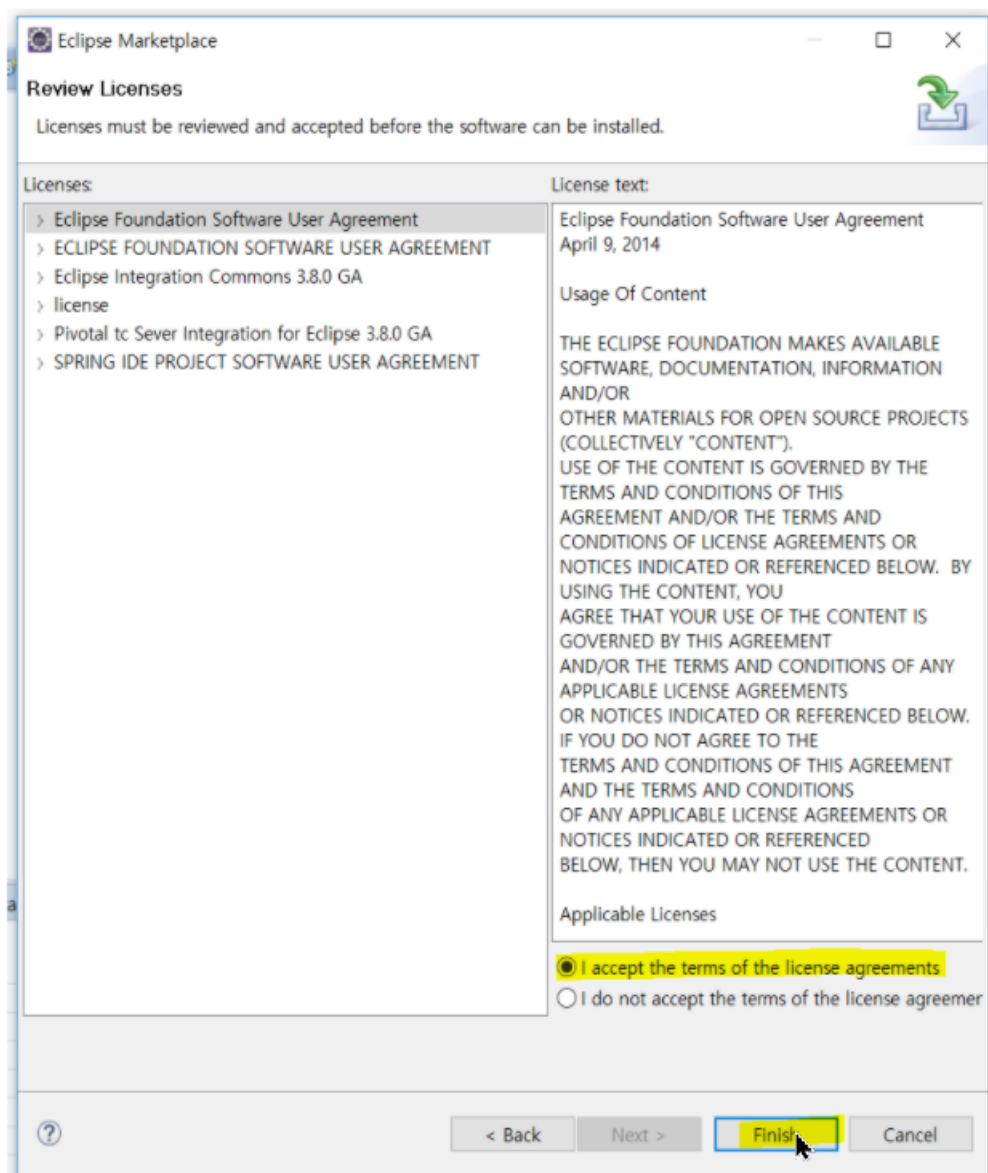 Eclipse Marketplace
Review Licenses
Licenses must be reviewed and accepted before the software can be installed.
Licenses:
Eclipse Foundation Software User Agreement
ECLIPSE FOUNDATION SOFTWARE USER AGREEMENT
Eclipse Integration Commons 3.8.0 GA
license
Pivotal tc Sever Integration for Eclipse 3.8.0 GA
SPRING IDE PROJECT SOFTWARE USER AGREEMENT
License text:
Eclipse Foundation Software User Agreement
April 9, 2014
Usage Of Content
THE ECLIPSE FOUNDATION MAKES AVAILABLE
SOFTWARE, DOCUMENTATION, INFORMATION
AND/OR
OTHER MATERIALS FOR OPEN SOURCE PROJECTS
(COLLECTIVELY "CONTENT").
USE OF THE CONTENT IS GOVERNED BY THE
TERMS AND CONDITIONS OF THIS
AGREEMENT AND/OR THE TERMS AND
CONDITIONS OF LICENSE AGREEMENTS OR
NOTICES INDICATED OR REFERENCED BELOW.  BY
USING THE CONTENT, YOU
AGREE THAT YOUR USE OF THE CONTENT IS
GOVERNED BY THIS AGREEMENT
AND/OR THE TERMS AND CONDITIONS OF ANY
APPLICABLE LICENSE AGREEMENTS
OR NOTICES INDICATED OR REFERENCED BELOW.
IF YOU DO NOT AGREE TO THE
TERMS AND CONDITIONS OF THIS AGREEMENT
AND THE TERMS AND CONDITIONS
OF ANY APPLICABLE LICENSE AGREEMENTS OR
NOTICES INDICATED OR REFERENCED
BELOW, THEN YOU MAY NOT USE THE CONTENT.
Applicable Licenses
I accept the terms of the license agreements
I do not accept the terms of the license agreemer
< Back
Next >
Finish
Cancel